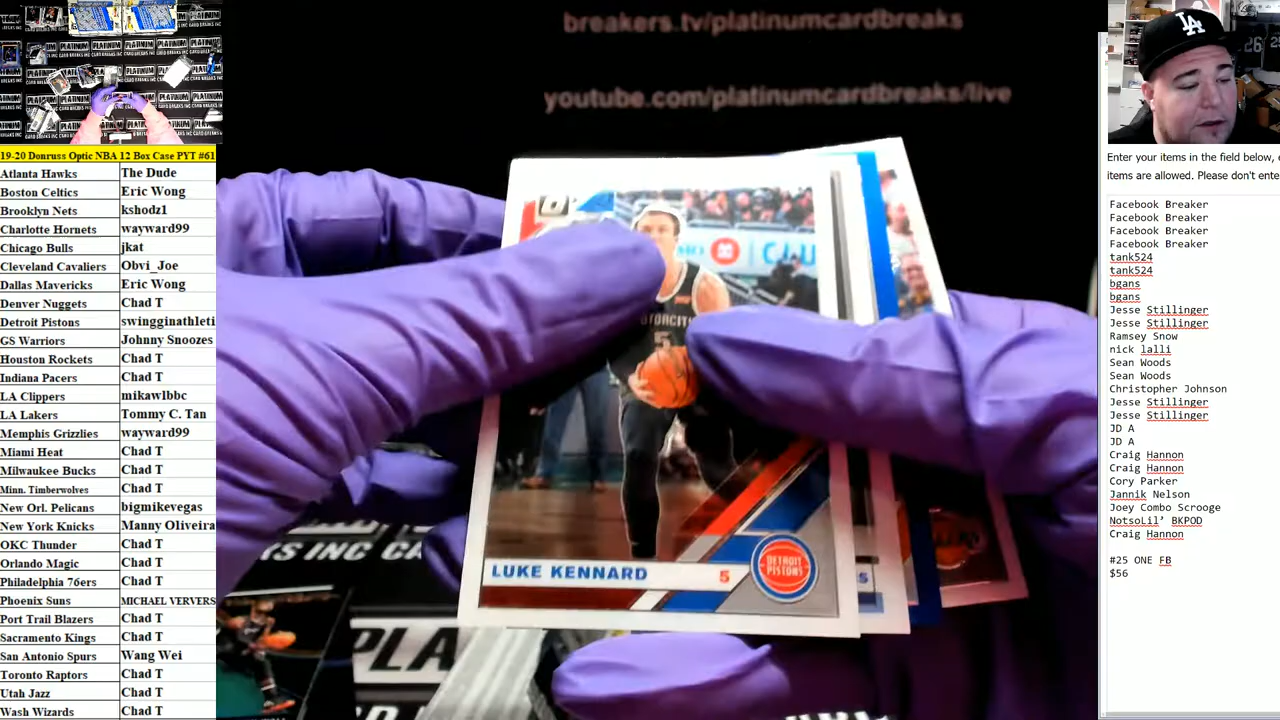 breakers.tv/plat
breaks
lbreaks/live
19-20 Donruss Optic NBA 12 Box Case PYT #61
Atlanta Hawks The Dude
Boston Celtics Eric Wong
Brooklyn Nets kshodz1
Charlotte Hornets wayward99
Chicago Bulls jkat
Cleveland Cavaliers Obvi_Joe
Dallas Mavericks Eric Wong
Denver Nuggets Chad T
Detroit Pistons swingginathleti
GS Warriors Johnny Snoozes
Houston Rockets Chad T
Indiana Pacers Chad T
LA Clippers mikawlbbc
LA Lakers Tommy C. Tan
Memphis Grizzlies wayward99
Miami Heat Chad T
Milwaukee Bucks Chad T
Minn. Timberwolves Chad T
New Orl. Pelicans bigmikevegas
New York Knicks Manny Oliveira
OKC Thunder Chad T
Orlando Magic Chad T
Philadelphia 76ers Chad T
Phoenix Suns MICHAEL VERVERS
Port Trail Blazers Chad T
Sacramento Kings Chad T
San Antonio Spurs Wang Wei
Toronto Raptors Chad T
Utah Jazz Chad T
Wash Wizards Chad T
LUKE KENNARD 5
DETROIT PISTONS
LA
Enter your items in the field below,
items are allowed. Please don't ente
Facebook Breaker
Facebook Breaker
Facebook Breaker
Facebook Breaker
tank524
tank524
bgans
bgans
Jesse Stillinger
Jesse Stillinger
Ramsey Snow
nick lalli
Sean Woods
Sean Woods
Christopher Johnson
Jesse Stillinger
Jesse Stillinger
JD A
JD A
Craig Hannon
Craig Hannon
Cory Parker
Jannik Nelson
Joey Combo Scrooge
NotsoLil' BKPOD
Craig Hannon
#25 ONE FB
$56